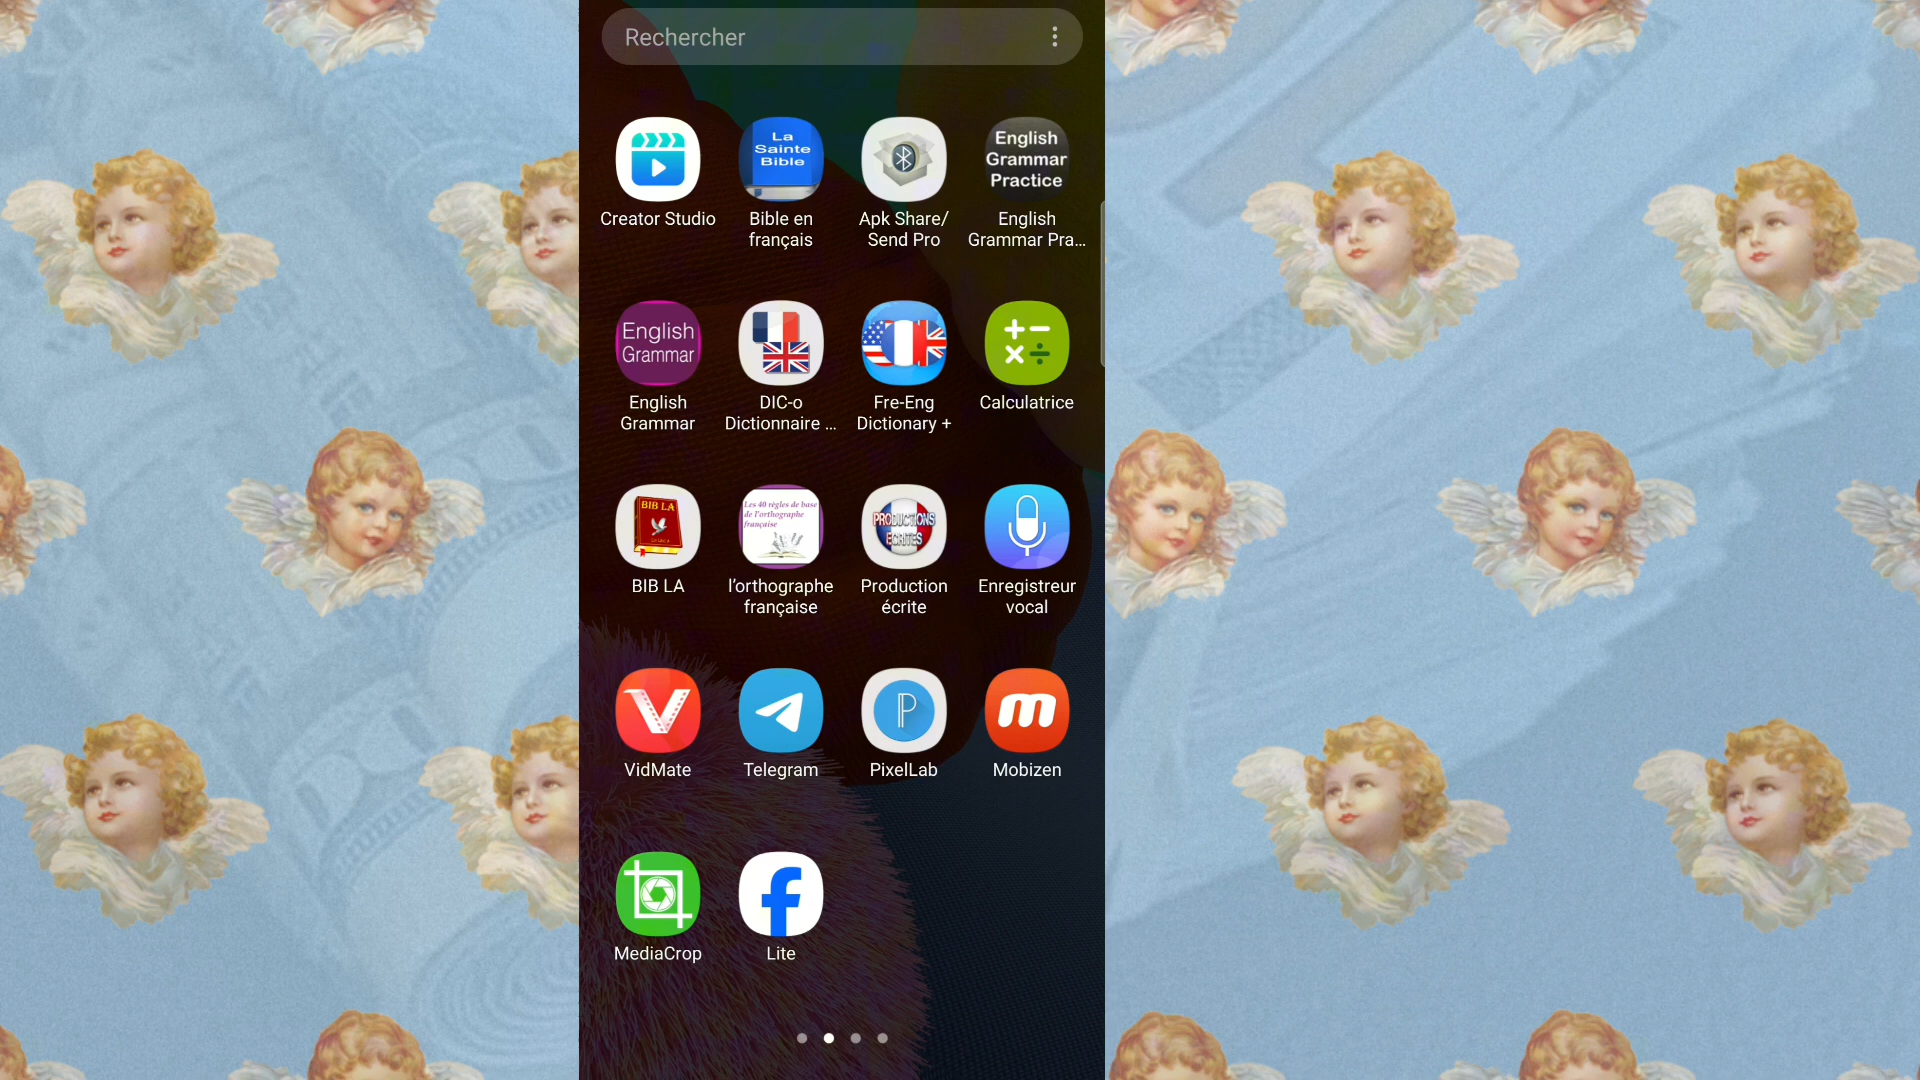 Rechercher
La
Sainte
Bible
English
Grammar
Practice
Creator Studio
Bible en
français
Apk Share/
Send Pro
English
Grammar Pra...
English
Grammar
English
Grammar
DIC-o
Dictionnaire ...
Fre-Eng
Dictionary +
Calculatrice
BIB LA
Les 40 règles de base
de l'orthographe
française
PRODUCTIONS
ECRITES
BIB LA
l'orthographe
française
Production
écrite
Enregistreur
vocal
VidMate
Telegram
PixelLab
Mobizen
MediaCrop
Lite